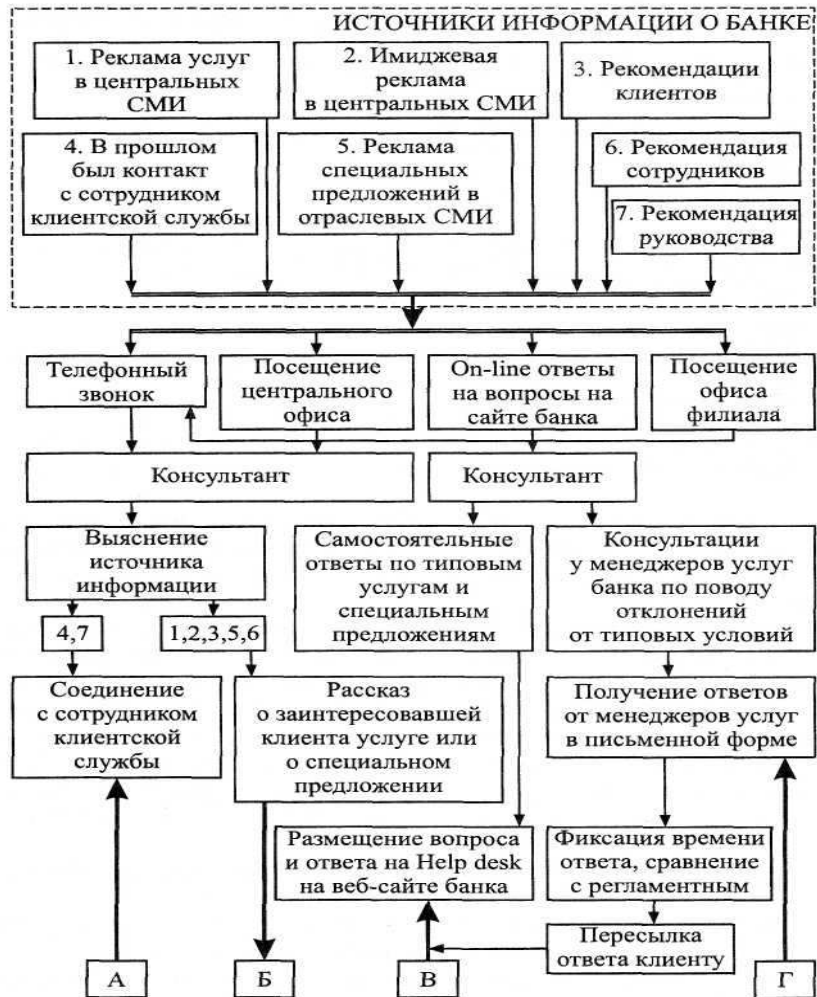 ИСТОЧНИКИ ИНФОРМАЦИИ О БАНКЕ
1. Реклама услуг
в центральных
СМИ
2. Имиджевая
реклама
в центральных СМИ
3. Рекомендации
клиентов
4. В прошлом
был контакт
с сотрудником
клиентской службы
5. Реклама
специальных
предложений в
отраслевых СМИ
6. Рекомендация
сотрудников
7. Рекомендация
руководства
Телефонный
звонок
Посещение
центрального
офиса
On-line ответы
на вопросы на
сайте банка
Посещение
офиса
филиала
Консультант
Консультант
Выяснение
источника
информации
Самостоятельные
ответы по типовым
услугам и
специальным
предложениям
Консультации
у менеджеров услуг
банка по поводу
отклонений
от типовых условий
4,7
1,2,3,5,6
Соединение
с сотрудником
клиентской
службы
Рассказ
о заинтересовавшей
клиента услуге или
о специальном
предложении
Получение ответов
от менеджеров услуг
в письменной форме
Размещение вопроса
и ответа на Help desk
на веб-сайте банка
Фиксация времени
ответа, сравнение
с регламентным
Пересылка
ответа клиенту
А
Б
В
Г